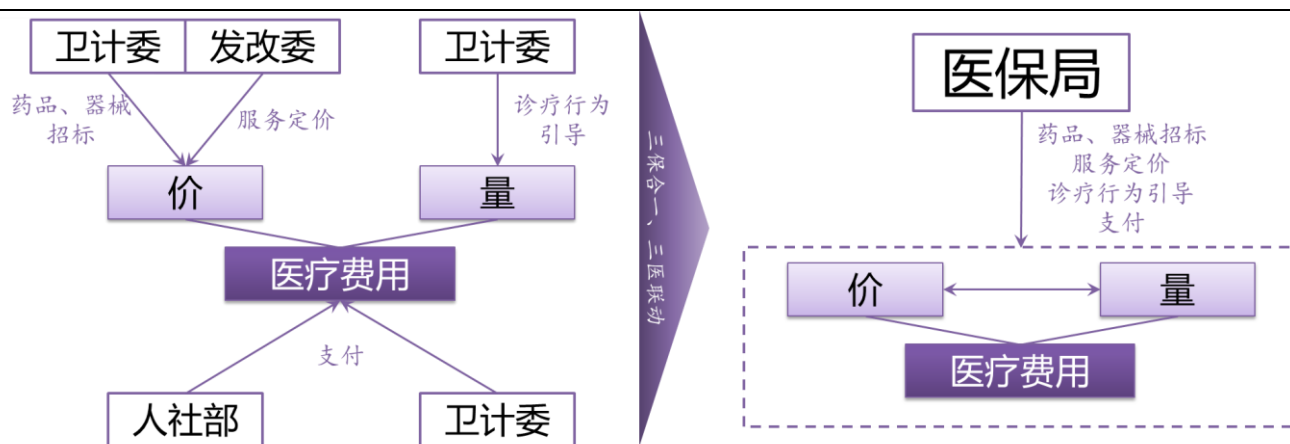 卫计委 发改委 卫计委
药品、器械
招标
服务定价
诊疗行为
引导
价
量
医疗费用
支付
人社部
卫计委
三保合一、三医联动
医保局
药品、器械招标
服务定价
诊疗行为引导
支付
价
量
医疗费用